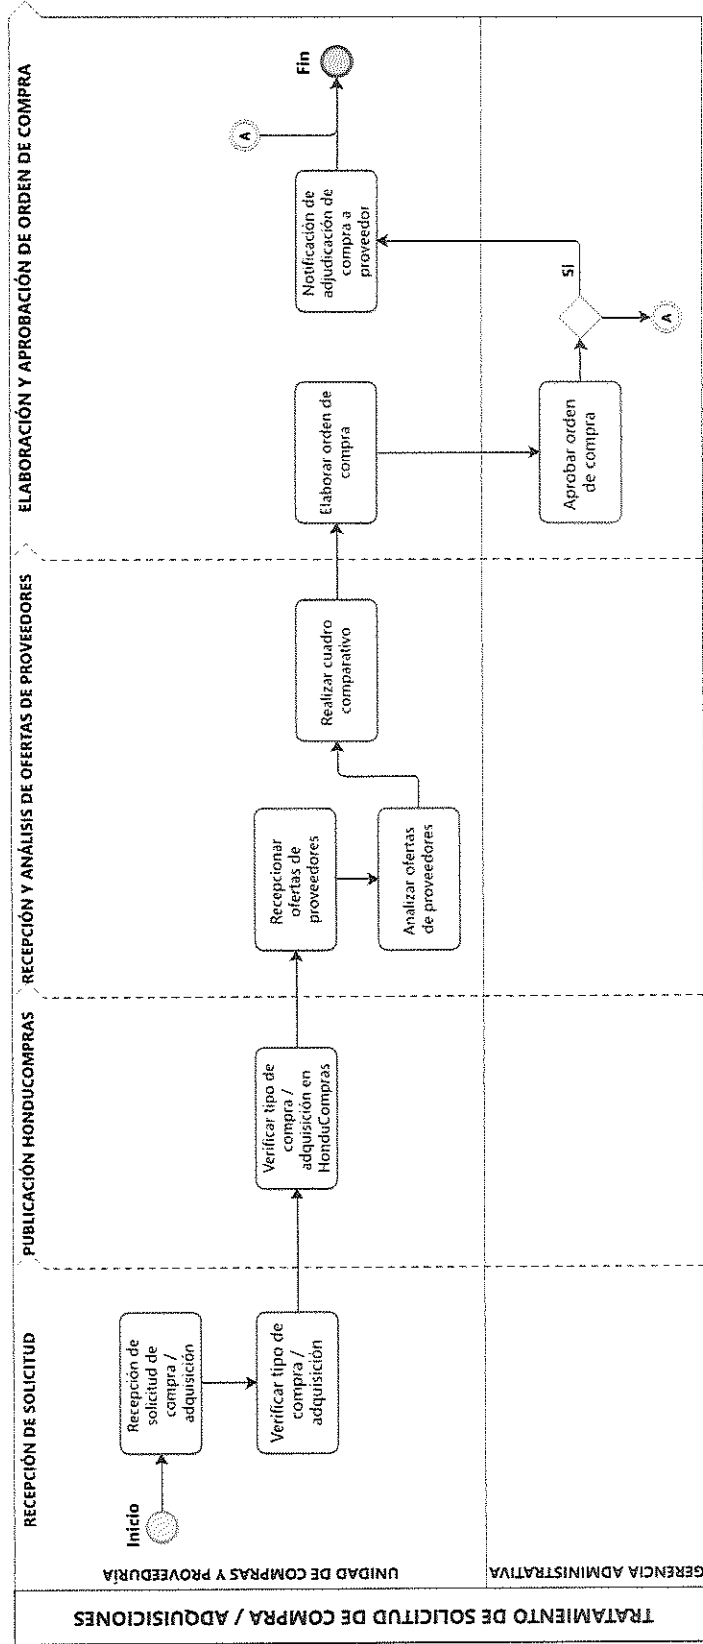 TRATAMIENTO DE SOLICITUD DE COMPRA / ADQUISICIONES
UNIDAD DE COMPRAS Y PROVEEDURÍA
GERENCIA ADMINISTRATIVA
RECEPCIÓN DE SOLICITUD
PUBLICACIÓN HONDUCOMPRAS
RECEPCIÓN Y ANÁLISIS DE OFERTAS DE PROVEEDORES
ELABORACIÓN Y APROBACIÓN DE ORDEN DE COMPRA
Inicio
Recepción de
solicitud de
compra /
adquisición
Verificar tipo de
compra /
adquisición
Verificar tipo de
compra /
adquisición en
HonduCompras
Recepcionar
ofertas de
proveedores
Analizar ofertas
de proveedores
Realizar cuadro
comparativo
Elaborar orden de
compra
Aprobar orden
de compra
Si
A
Notificación de
adjudicación de
compra a
proveedor
A
Fin